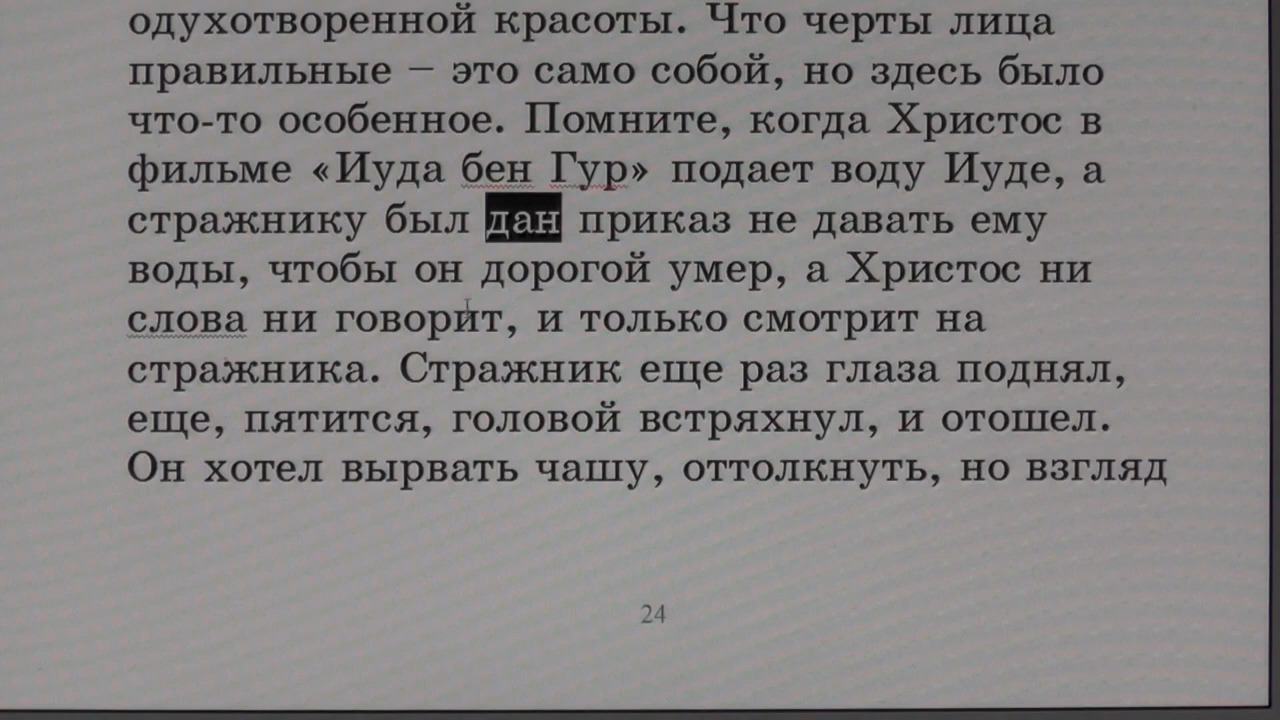 одухотворенной красоты. Что черты лица
правильные – это само собой, но здесь было
что-то особенное. Помните, когда Христос в
фильме «Иуда бен Гур» подает воду Иуде, а
стражнику был дан приказ не давать ему
воды, чтобы он дорогой умер, а Христос ни
слова ни говорит, и только смотрит на
стражника. Стражник еще раз глаза поднял,
еще, пятится, головой встряхнул, и отошел.
Он хотел вырвать чашу, оттолкнуть, но взгляд
24